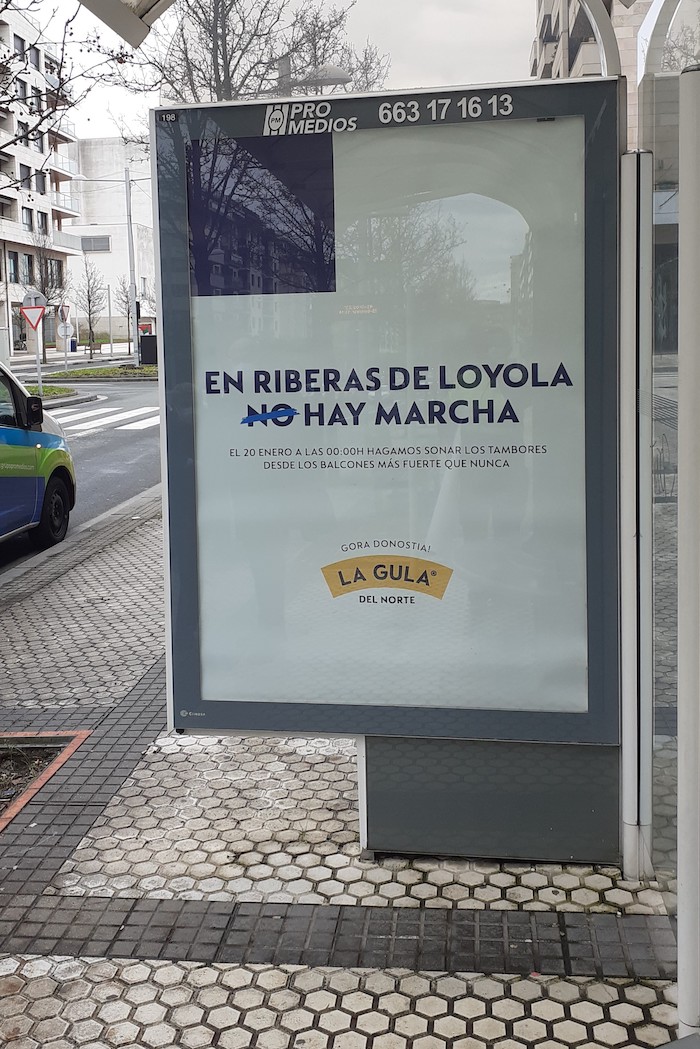 198
PM
PRO
MEDIOS
663 17 16 13
EN RIBERAS DE LOYOLA
NO HAY MARCHA
EL 20 ENERO A LAS 00:00H HAGAMOS SONAR LOS TAMBORES
DESDE LOS BALCONES MÁS FUERTE QUE NUNCA
GORA DONOSTIA!
LA GULA®
DEL NORTE